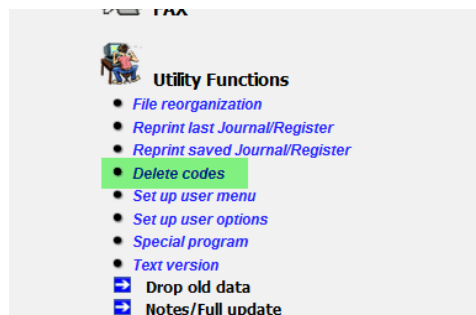 FAX
Utility Functions
File reorganization
Reprint last Journal/Register
Reprint saved Journal/Register
Delete codes
Set up user menu
Set up user options
Special program
Text version
Drop old data
Notes/Full update